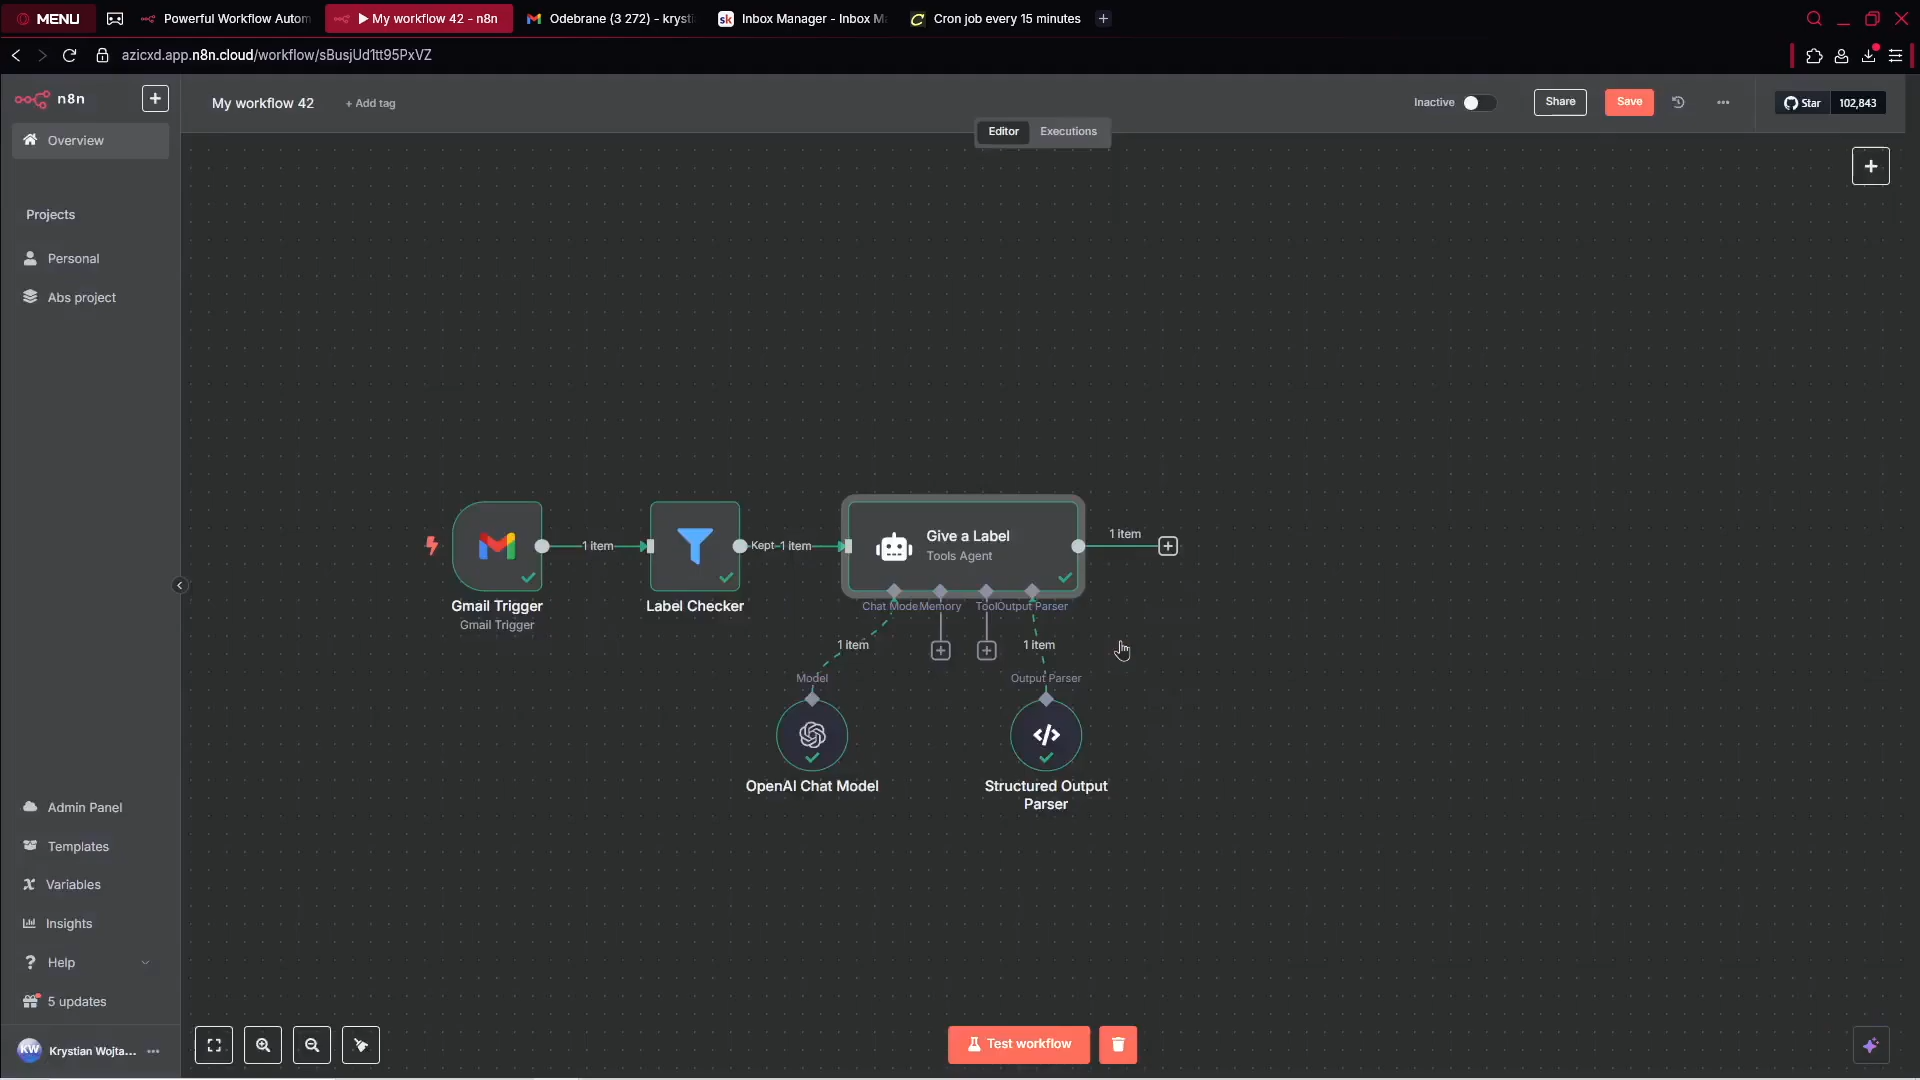 MENU
Powerful Workflow Autom
My workflow 42 - n8n
Odebrane (3 272) - krysti
Inbox Manager - Inbox Ma
Cron job every 15 minutes
azicxd.app.n8n.cloud/workflow/sBusjUd1tt95PxVZ
n8n
My workflow 42
+ Add tag
Inactive
Share
Save
Star
102,843
Editor
Executions
Overview
Projects
Personal
Abs project
1 item
Kept
1 item
Give a Label
Tools Agent
1 item
Gmail Trigger
Gmail Trigger
Label Checker
Chat Mode
Memory
Tool
Output Parser
1 item
1 item
Model
Output Parser
OpenAI Chat Model
Structured Output
Parser
Admin Panel
Templates
Variables
Insights
Help
5 updates
KW
Krystian Wojta...
Test workflow